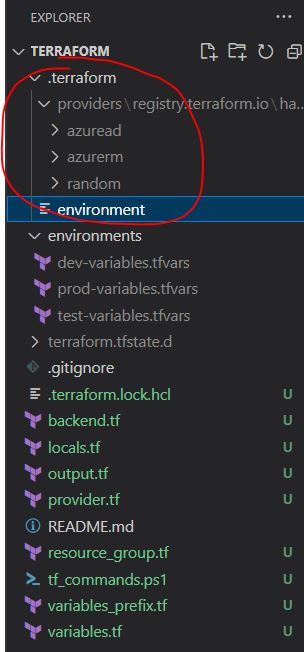 EXPLORER
TERRAFORM
.terraform
providers\registry.terraform.io\ha...
azuread
azurerm
random
environment
environments
dev-variables.tfvars
prod-variables.tfvars
test-variables.tfvars
terraform.tfstate.d
.gitignore
.terraform.lock.hcl U
backend.tf U
locals.tf U
output.tf U
provider.tf U
README.md
resource_group.tf U
tf_commands.ps1 U
variables_prefix.tf U
variables.tf U